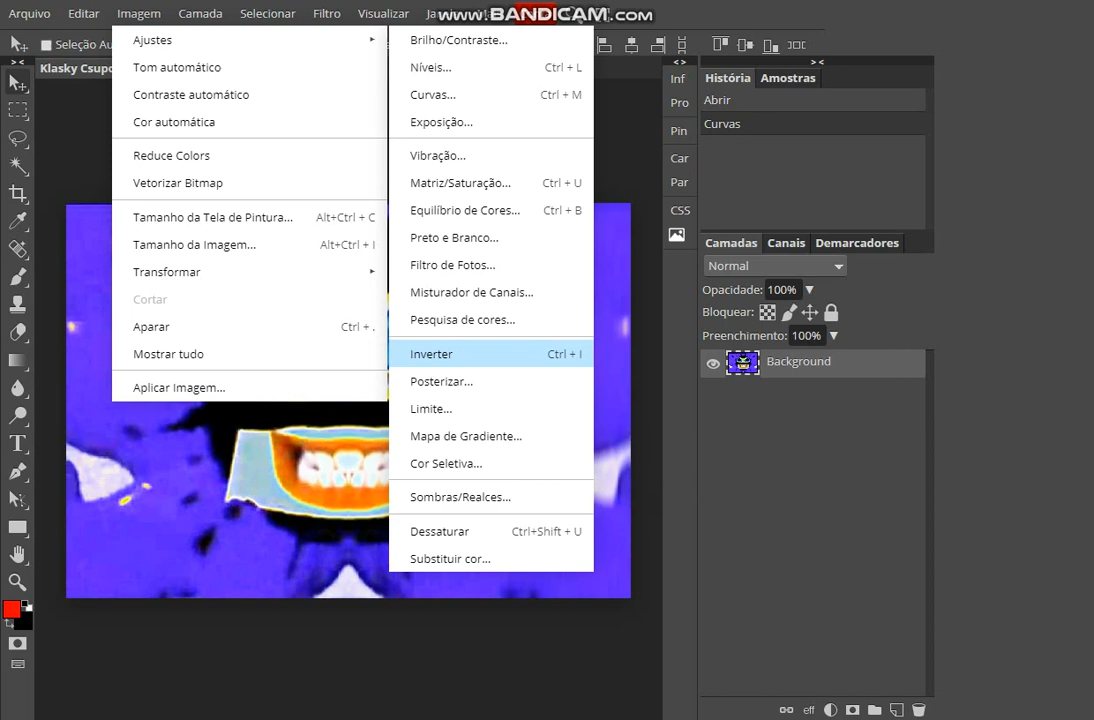 Arquivo Editar Imagem Camada Selecionar Filtro Visualizar
www.BANDICAM.com
Seleção
Klasky Csupo
Ajustes
Tom automático
Contraste automático
Cor automática
Reduce Colors
Vetorizar Bitmap
Tamanho da Tela de Pintura... Alt+Ctrl + C
Tamanho da Imagem... Alt+Ctrl + I
Transformar
Cortar
Aparar Ctrl + .
Mostrar tudo
Aplicar Imagem...
Brilho/Contraste...
Níveis... Ctrl + L
Curvas... Ctrl + M
Exposição...
Vibração...
Matriz/Saturação... Ctrl + U
Equilíbrio de Cores... Ctrl + B
Preto e Branco...
Filtro de Fotos...
Misturador de Canais...
Pesquisa de cores...
Inverter Ctrl + I
Posterizar...
Limite...
Mapa de Gradiente...
Cor Seletiva...
Sombras/Realces...
Dessaturar Ctrl+Shift + U
Substituir cor...
Inf
Pro
Pin
Car
Par
CSS
História Amostras
Abrir
Curvas
Camadas Canais Demarcadores
Normal
Opacidade: 100%
Bloquear:
Preenchimento: 100%
Background
eff